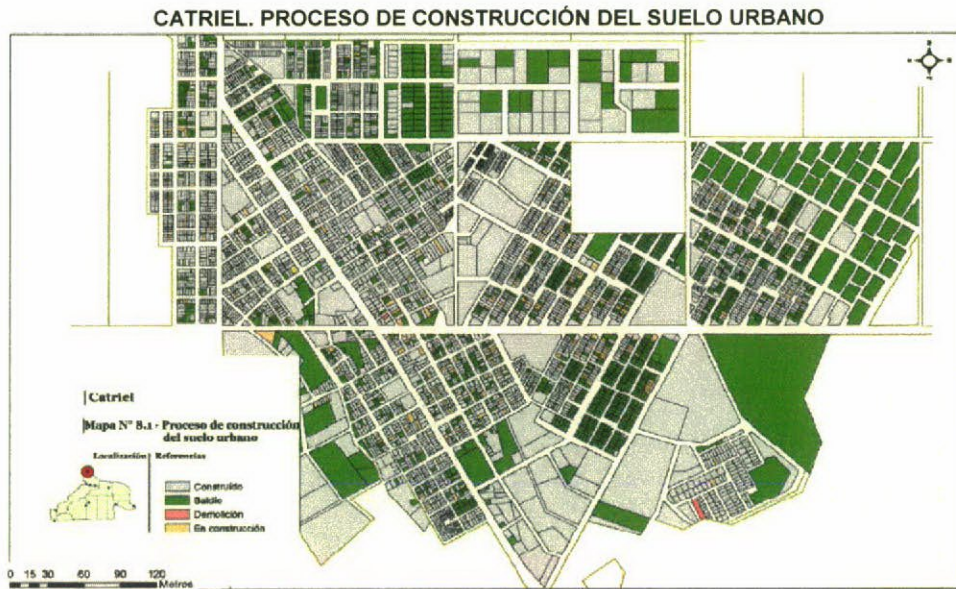 CATRIEL. PROCESO DE CONSTRUCCIÓN DEL SUELO URBANO
Catriel
Mapa N° 8.1 - Proceso de construcción
del suelo urbano
Localización Referencias
Construido
Baldío
Demolición
En construcción
0 15 30 60 90 120
Metros